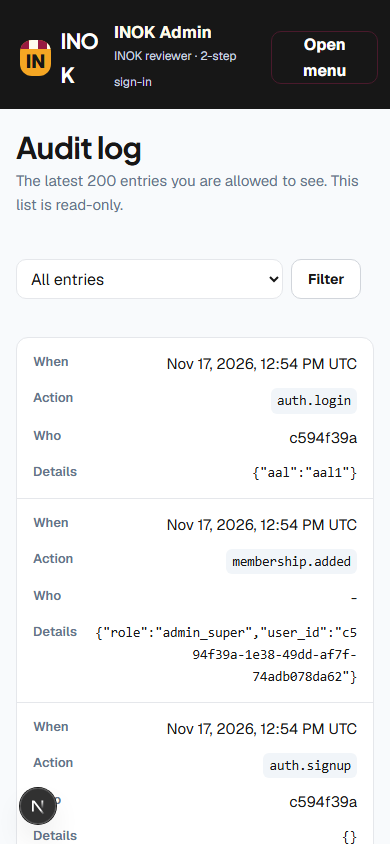 IN
INO
K
INOK Admin
INOK reviewer · 2-step
sign-in
Open
menu
Audit log
The latest 200 entries you are allowed to see. This
list is read-only.
All entries
Filter
When Nov 17, 2026, 12:54 PM UTC
Action auth.login
Who c594f39a
Details {"aal":"aal1"}
When Nov 17, 2026, 12:54 PM UTC
Action membership.added
Who -
Details {"role":"admin_super","user_id":"c5
94f39a-1e38-49dd-af7f-
74adb078da62"}
When Nov 17, 2026, 12:54 PM UTC
Action auth.signup
N
c594f39a
Details {}